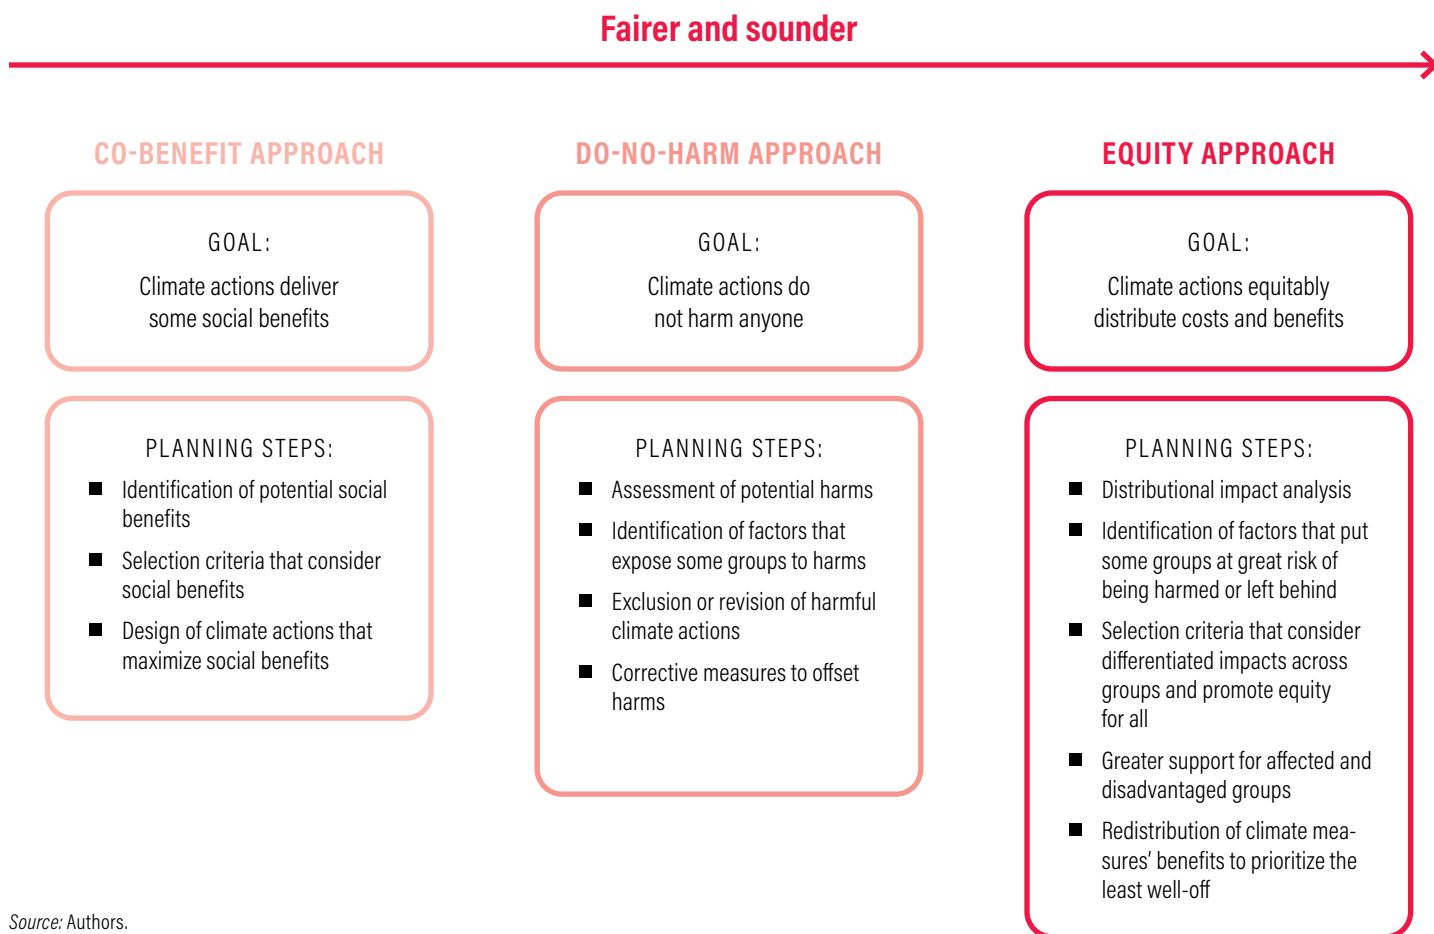 Fairer and sounder
CO-BENEFIT APPROACH
GOAL:
Climate actions deliver
some social benefits
PLANNING STEPS:
■ Identification of potential social
benefits
■ Selection criteria that consider
social benefits
■ Design of climate actions that
maximize social benefits
DO-NO-HARM APPROACH
GOAL:
Climate actions do
not harm anyone
PLANNING STEPS:
■ Assessment of potential harms
■ Identification of factors that
expose some groups to harms
■ Exclusion or revision of harmful
climate actions
■ Corrective measures to offset
harms
EQUITY APPROACH
GOAL:
Climate actions equitably
distribute costs and benefits
PLANNING STEPS:
■ Distributional impact analysis
■ Identification of factors that put
some groups at great risk of
being harmed or left behind
■ Selection criteria that consider
differentiated impacts across
groups and promote equity
for all
■ Greater support for affected and
disadvantaged groups
■ Redistribution of climate mea-
sures’ benefits to prioritize the
least well-off
Source: Authors.